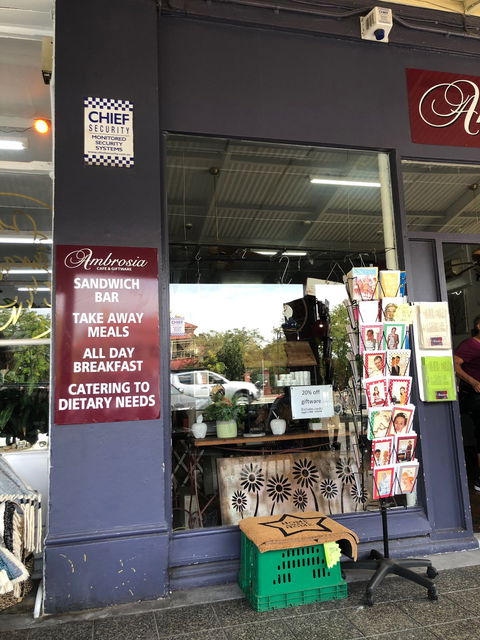 CHIEF
SECURITY
MONITORED
SECURITY
SYSTEMS
Ambrosia
CAFE & GIFTWARE
SANDWICH
BAR
TAKE AWAY
MEALS
ALL DAY
BREAKFAST
CATERING TO
DIETARY NEEDS
20% off
giftware